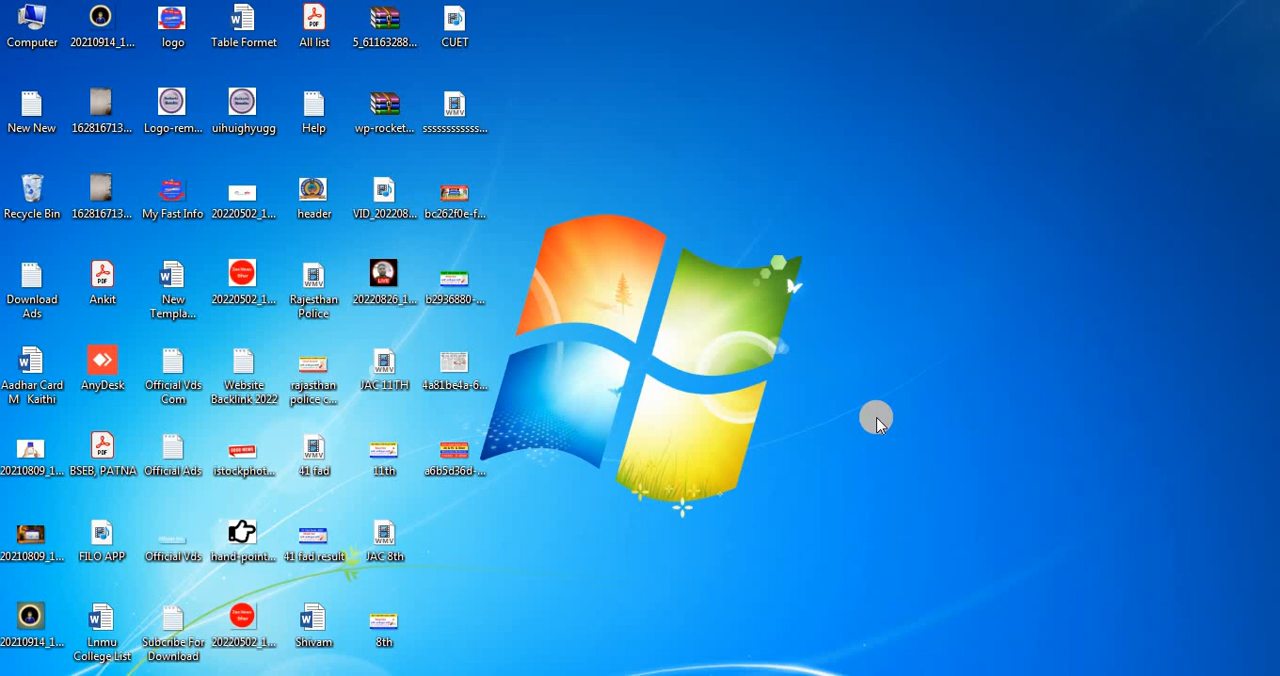 Computer
20210914_1...
logo
Table Formet
All list
5_61163288...
CUET
New New
162816713...
Logo-rem...
uihuighyugg
Help
wp-rocket...
ssssssssssss...
WMV
Recycle Bin
162816713...
My Fast Info
20220502_1...
header
VID_202208...
bc262f0e-f...
Download
Ads
Ankit
New
Templa...
20220502_1...
Rajesthan
Police
20220826_1...
b2936880-...
Aadhar Card
M Kaithi
AnyDesk
Official Vds
Com
Website
Backlink 2022
rajasthan
police c...
JAC 11TH
4a81be4a-6...
20210809_1...
BSEB, PATNA
Official Ads
istockphot...
41 fad
11th
a6b5d36d-...
20210809_1...
FILO APP
Official Vds
hand-point...
41 fad result
JAC 8th
20210914_1...
Lnmu
College List
Subcribe For
Download
20220502_1...
Shivam
8th